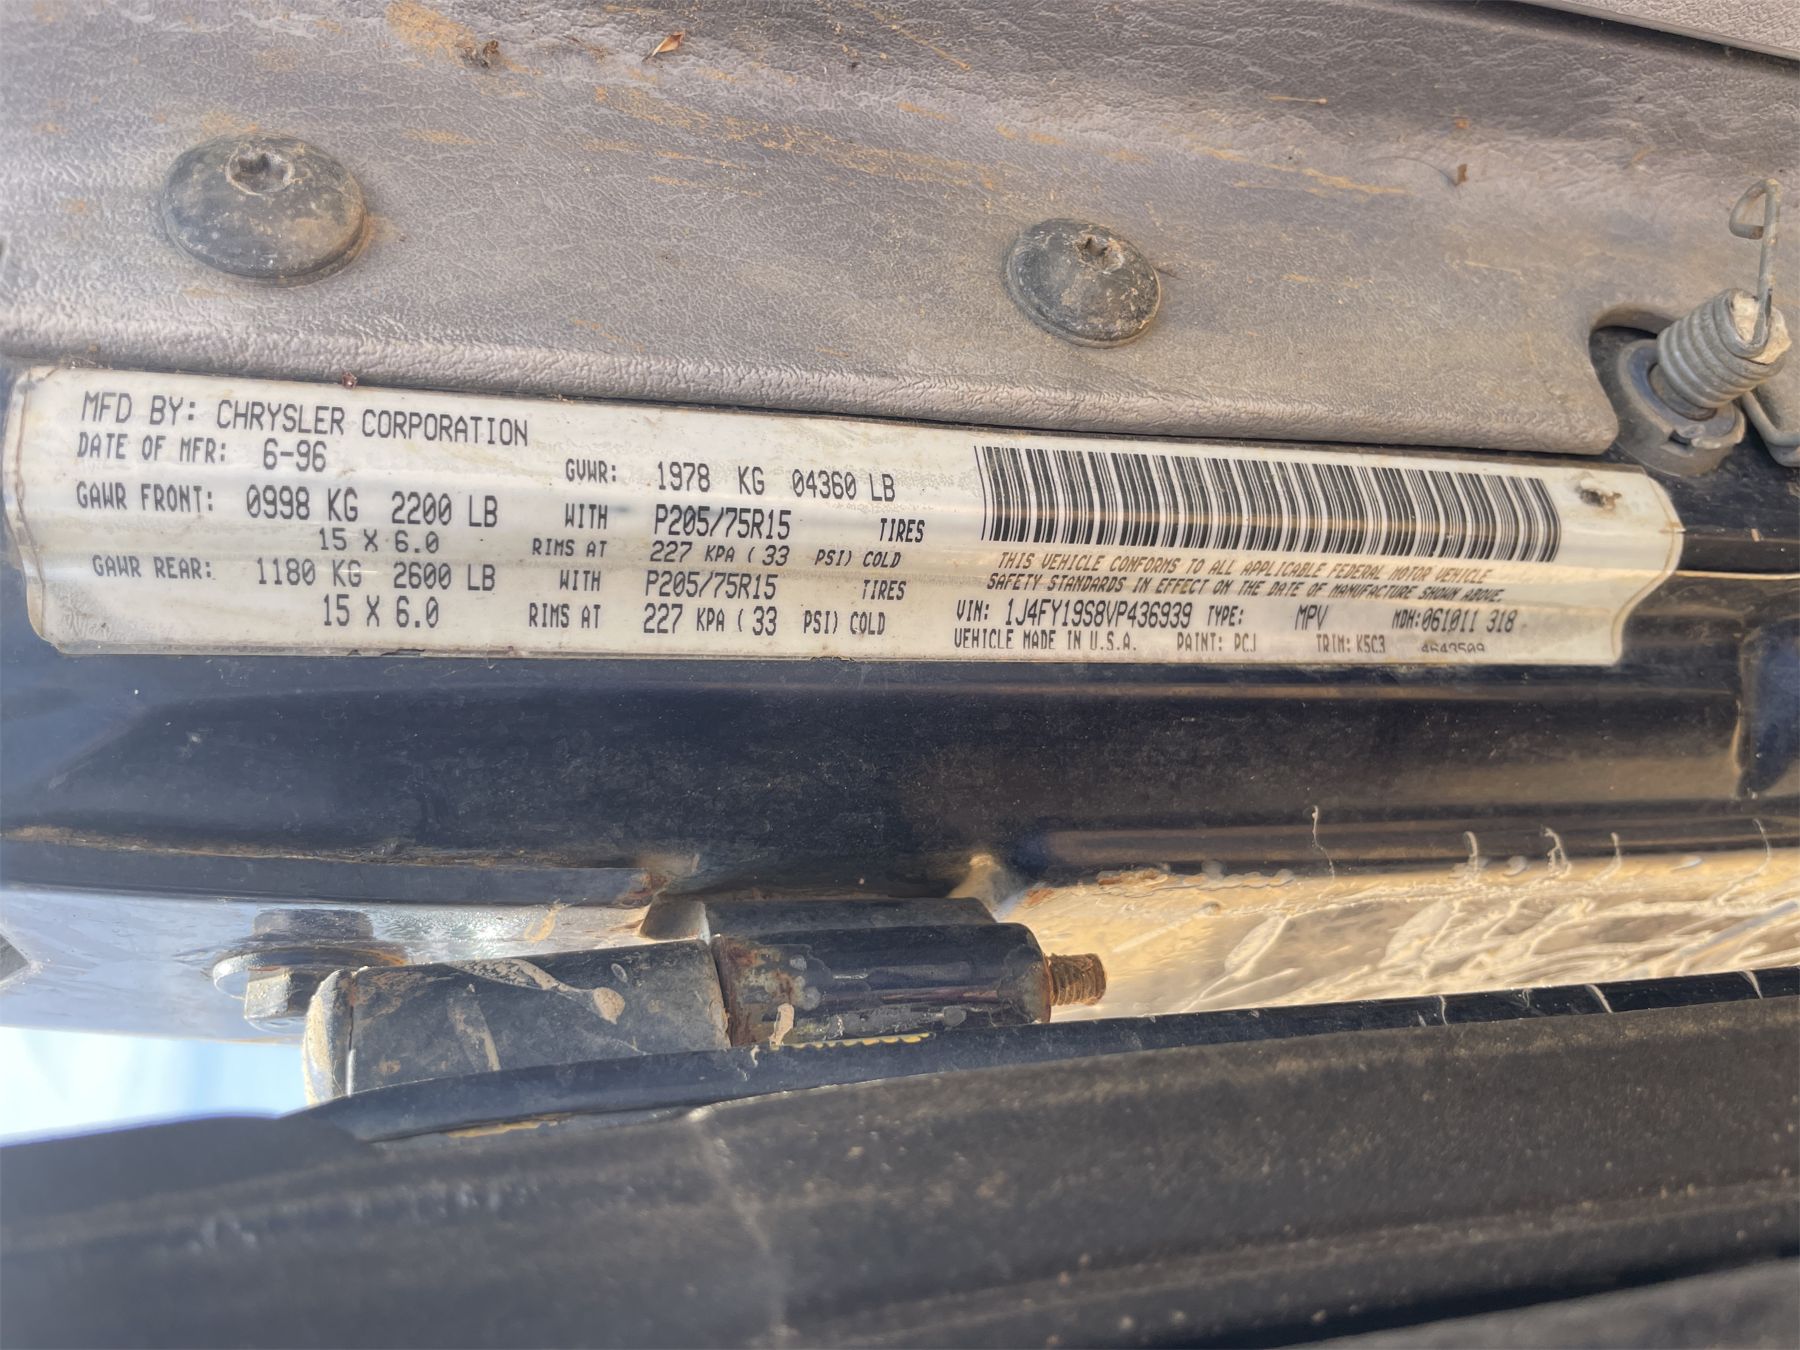 MFD BY: CHRYSLER CORPORATION
DATE OF MFR: 6-96
GVWR: 1978 KG 04360 LB
GAWR FRONT: 0998 KG 2200 LB WITH P205/75R15 TIRES
15 X 6.0 RIMS AT 227 KPA ( 33 PSI) COLD
GAWR REAR: 1180 KG 2600 LB WITH P205/75R15 TIRES
15 X 6.0 RIMS AT 227 KPA ( 33 PSI) COLD
THIS VEHICLE CONFORMS TO ALL APPLICABLE FEDERAL MOTOR VEHICLE
SAFETY STANDARDS IN EFFECT ON THE DATE OF MANUFACTURE SHOWN ABOVE.
VIN: 1J4FY19S8VP436939 TYPE: MPV MDH:061011 318
VEHICLE MADE IN U.S.A. PAINT: PCJ TRIM: K5C3